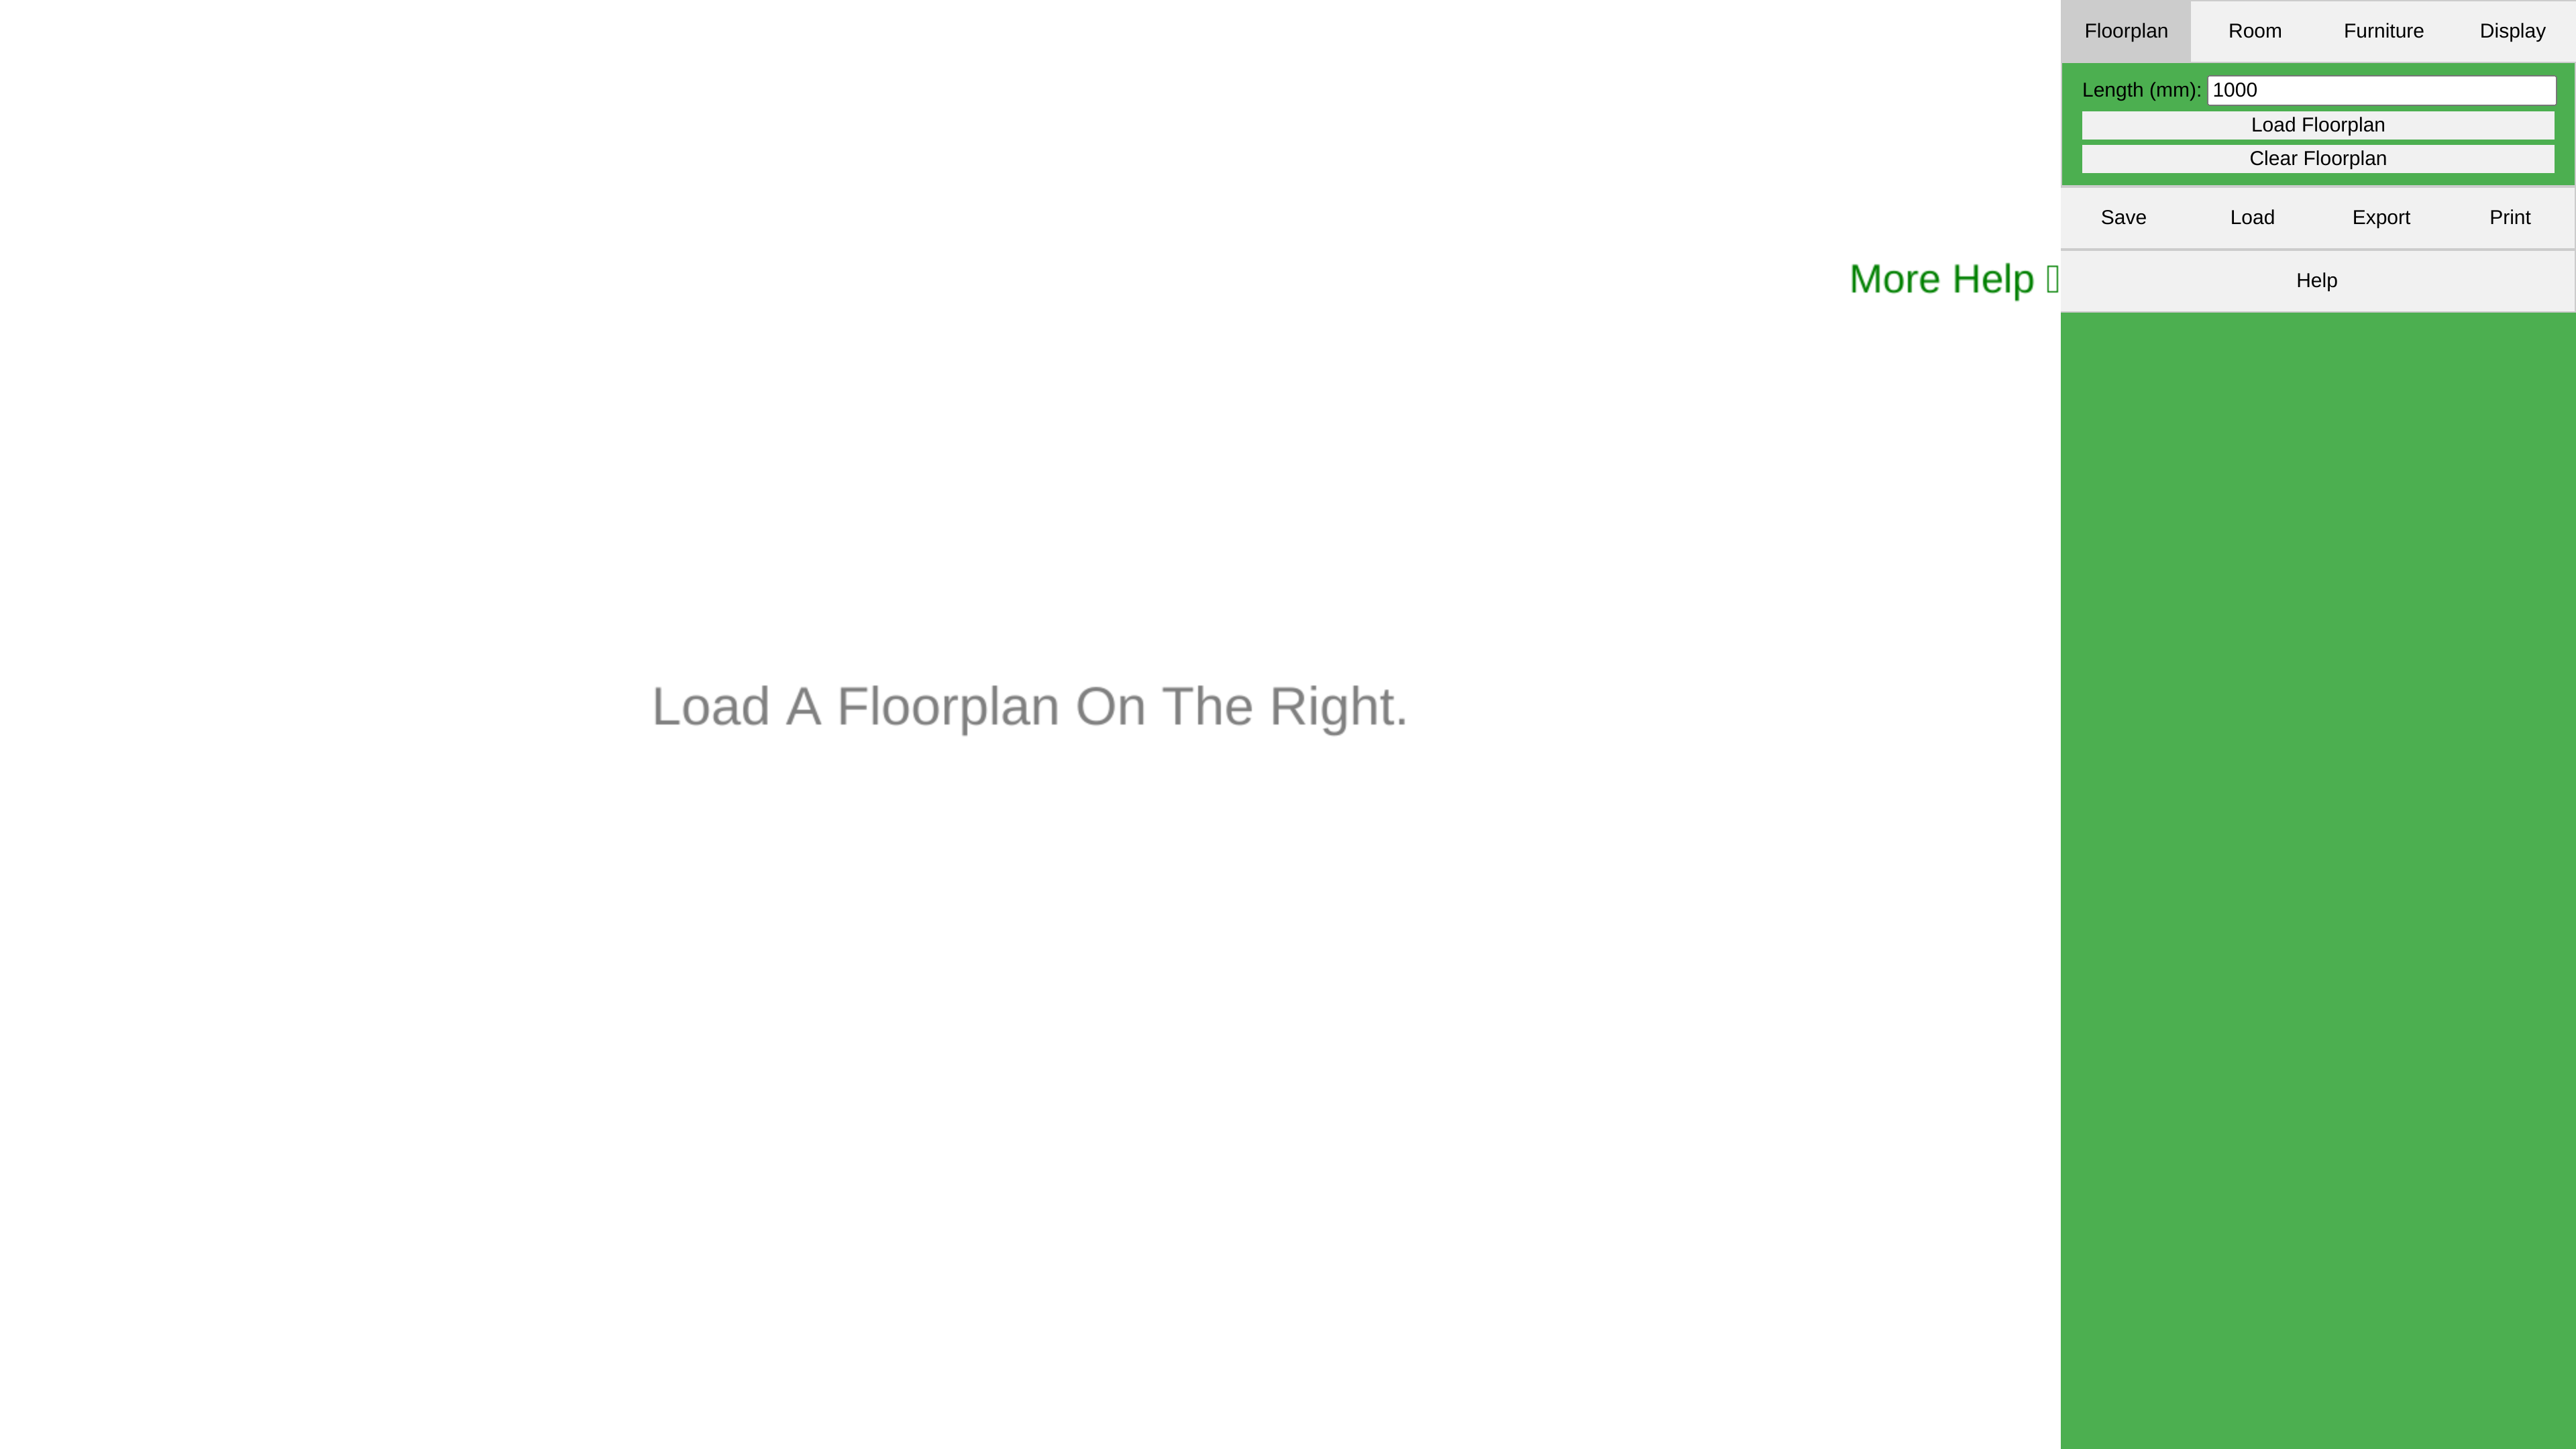 Floorplan Room Furniture Display
Length (mm): 1000
Load Floorplan
Clear Floorplan
Save Load Export Print
More Help
Help
Load A Floorplan On The Right.